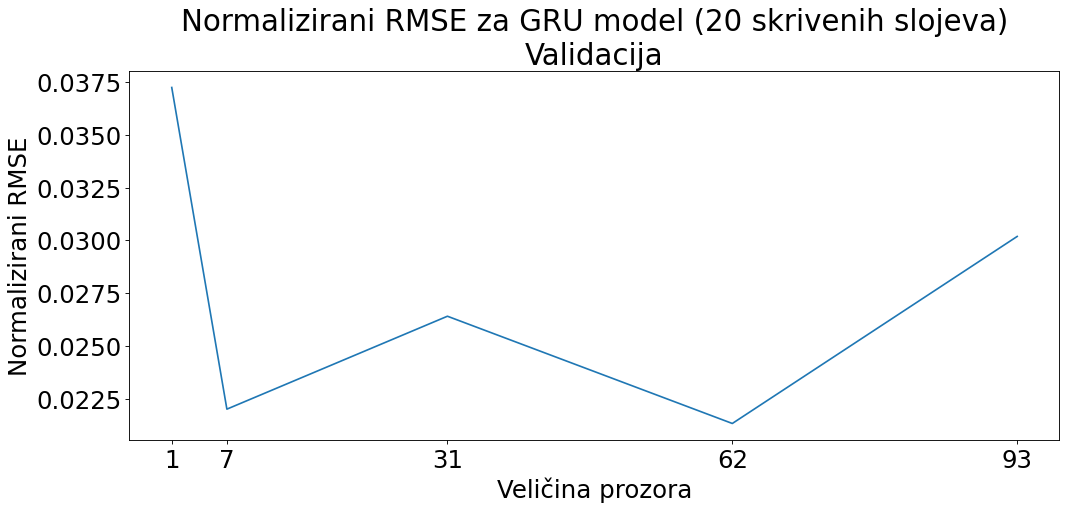 Normalizirani RMSE za GRU model (20 skrivenih slojeva)
Validacija
Normalizirani RMSE
0.0375
0.0350
0.0325
0.0300
0.0275
0.0250
0.0225
1 7 31 62 93
Veličina prozora